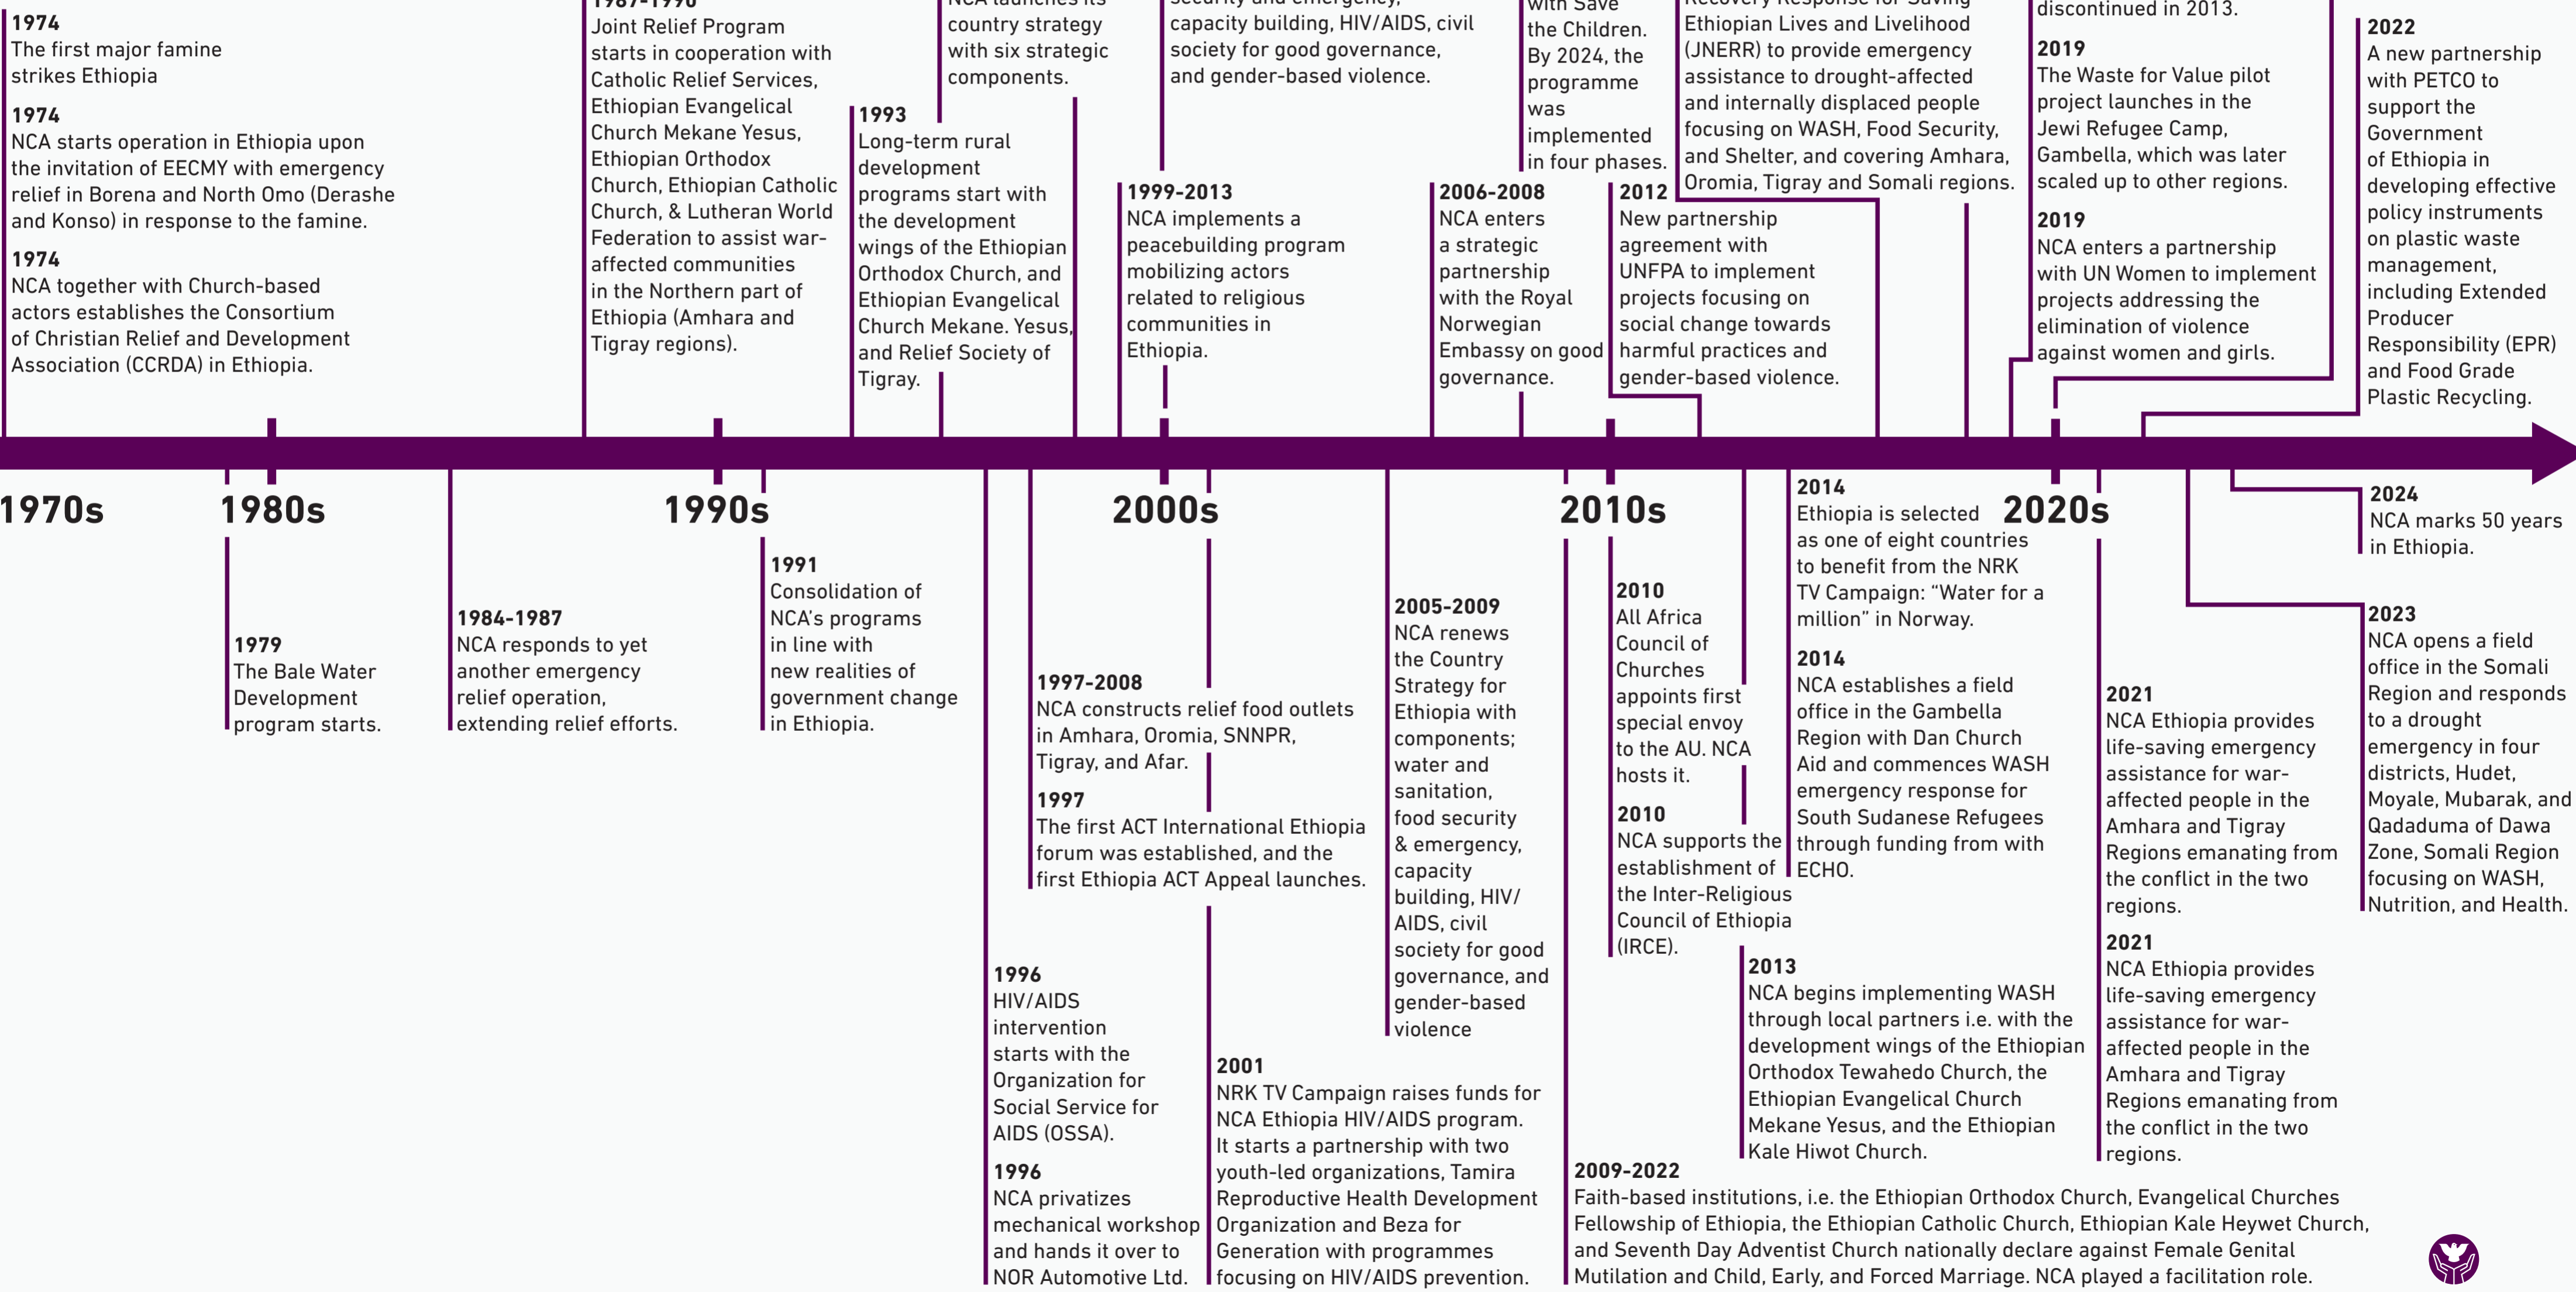 1974
The first major famine
strikes Ethiopia
1974
NCA starts operation in Ethiopia upon
the invitation of EECMY with emergency
relief in Borena and North Omo (Derashe
and Konso) in response to the famine.
1974
NCA together with Church-based
actors establishes the Consortium
of Christian Relief and Development
Association (CCRDA) in Ethiopia.
1987-1990
Joint Relief Program
starts in cooperation with
Catholic Relief Services,
Ethiopian Evangelical
Church Mekane Yesus,
Ethiopian Orthodox
Church, Ethiopian Catholic
Church, & Lutheran World
Federation to assist war-
affected communities
in the Northern part of
Ethiopia (Amhara and
Tigray regions).
1993
Long-term rural
development
programs start with
the development
wings of the Ethiopian
Orthodox Church, and
Ethiopian Evangelical
Church Mekane. Yesus,
and Relief Society of
Tigray.
NCA launches its
country strategy
with six strategic
components.
security and emergency,
capacity building, HIV/AIDS, civil
society for good governance,
and gender-based violence.
1999-2013
NCA implements a
peacebuilding program
mobilizing actors
related to religious
communities in
Ethiopia.
2006-2008
NCA enters
a strategic
partnership
with the Royal
Norwegian
Embassy on good
governance.
with Save
the Children.
By 2024, the
programme
was
implemented
in four phases.
2012
New partnership
agreement with
UNFPA to implement
projects focusing on
social change towards
harmful practices and
gender-based violence.
Recovery Response for Saving
Ethiopian Lives and Livelihood
(JNERR) to provide emergency
assistance to drought-affected
and internally displaced people
focusing on WASH, Food Security,
and Shelter, and covering Amhara,
Oromia, Tigray and Somali regions.
discontinued in 2013.
2019
The Waste for Value pilot
project launches in the
Jewi Refugee Camp,
Gambella, which was later
scaled up to other regions.
2019
NCA enters a partnership
with UN Women to implement
projects addressing the
elimination of violence
against women and girls.
2022
A new partnership
with PETCO to
support the
Government
of Ethiopia in
developing effective
policy instruments
on plastic waste
management,
including Extended
Producer
Responsibility (EPR)
and Food Grade
Plastic Recycling.
1970s
1980s
1990s
2000s
2010s
2020s
1979
The Bale Water
Development
program starts.
1984-1987
NCA responds to yet
another emergency
relief operation,
extending relief efforts.
1991
Consolidation of
NCA's programs
in line with
new realities of
government change
in Ethiopia.
1996
HIV/AIDS
intervention
starts with the
Organization for
Social Service for
AIDS (OSSA).
1996
NCA privatizes
mechanical workshop
and hands it over to
NOR Automotive Ltd.
1997-2008
NCA constructs relief food outlets
in Amhara, Oromia, SNNPR,
Tigray, and Afar.
1997
The first ACT International Ethiopia
forum was established, and the
first Ethiopia ACT Appeal launches.
2001
NRK TV Campaign raises funds for
NCA Ethiopia HIV/AIDS program.
It starts a partnership with two
youth-led organizations, Tamira
Reproductive Health Development
Organization and Beza for
Generation with programmes
focusing on HIV/AIDS prevention.
2005-2009
NCA renews
the Country
Strategy for
Ethiopia with
components;
water and
sanitation,
food security
& emergency,
capacity
building, HIV/
AIDS, civil
society for good
governance, and
gender-based
violence
2009-2022
Faith-based institutions, i.e. the Ethiopian Orthodox Church, Evangelical Churches
Fellowship of Ethiopia, the Ethiopian Catholic Church, Ethiopian Kale Heywet Church,
and Seventh Day Adventist Church nationally declare against Female Genital
Mutilation and Child, Early, and Forced Marriage. NCA played a facilitation role.
2010
All Africa
Council of
Churches
appoints first
special envoy
to the AU. NCA
hosts it.
2010
NCA supports the
establishment of
the Inter-Religious
Council of Ethiopia
(IRCE).
2013
NCA begins implementing WASH
through local partners i.e. with the
development wings of the Ethiopian
Orthodox Tewahedo Church, the
Ethiopian Evangelical Church
Mekane Yesus, and the Ethiopian
Kale Hiwot Church.
2014
Ethiopia is selected
as one of eight countries
to benefit from the NRK
TV Campaign: “Water for a
million” in Norway.
2014
NCA establishes a field
office in the Gambella
Region with Dan Church
Aid and commences WASH
emergency response for
South Sudanese Refugees
through funding from with
ECHO.
2021
NCA Ethiopia provides
life-saving emergency
assistance for war-
affected people in the
Amhara and Tigray
Regions emanating from
the conflict in the two
regions.
2021
NCA Ethiopia provides
life-saving emergency
assistance for war-
affected people in the
Amhara and Tigray
Regions emanating from
the conflict in the two
regions.
2024
NCA marks 50 years
in Ethiopia.
2023
NCA opens a field
office in the Somali
Region and responds
to a drought
emergency in four
districts, Hudet,
Moyale, Mubarak, and
Qadaduma of Dawa
Zone, Somali Region
focusing on WASH,
Nutrition, and Health.